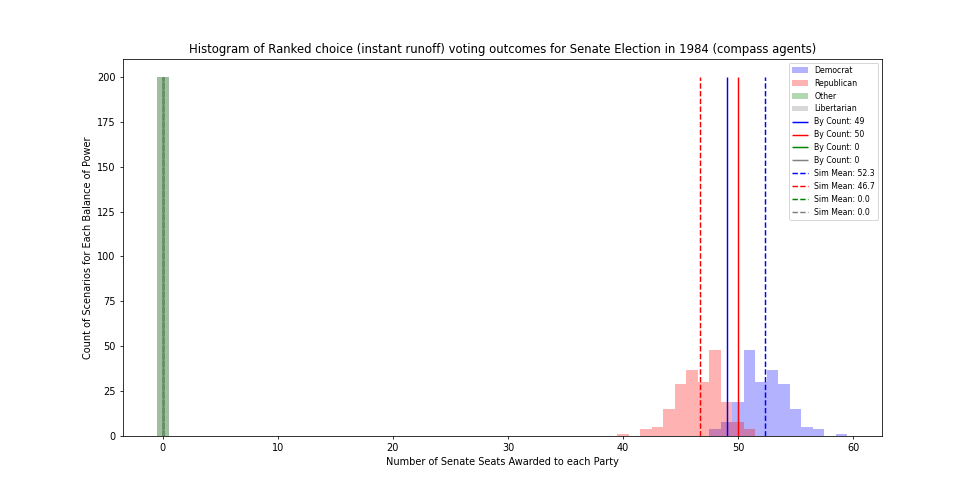 Histogram of Ranked choice (instant runoff) voting outcomes for Senate Election in 1984 (compass agents)
Count of Scenarios for Each Balance of Power
200
175
150
125
100
75
50
25
0
Democrat
Republican
Other
Libertarian
By Count: 49
By Count: 50
By Count: 0
By Count: 0
Sim Mean: 52.3
Sim Mean: 46.7
Sim Mean: 0.0
Sim Mean: 0.0
0 10 20 30 40 50 60
Number of Senate Seats Awarded to each Party